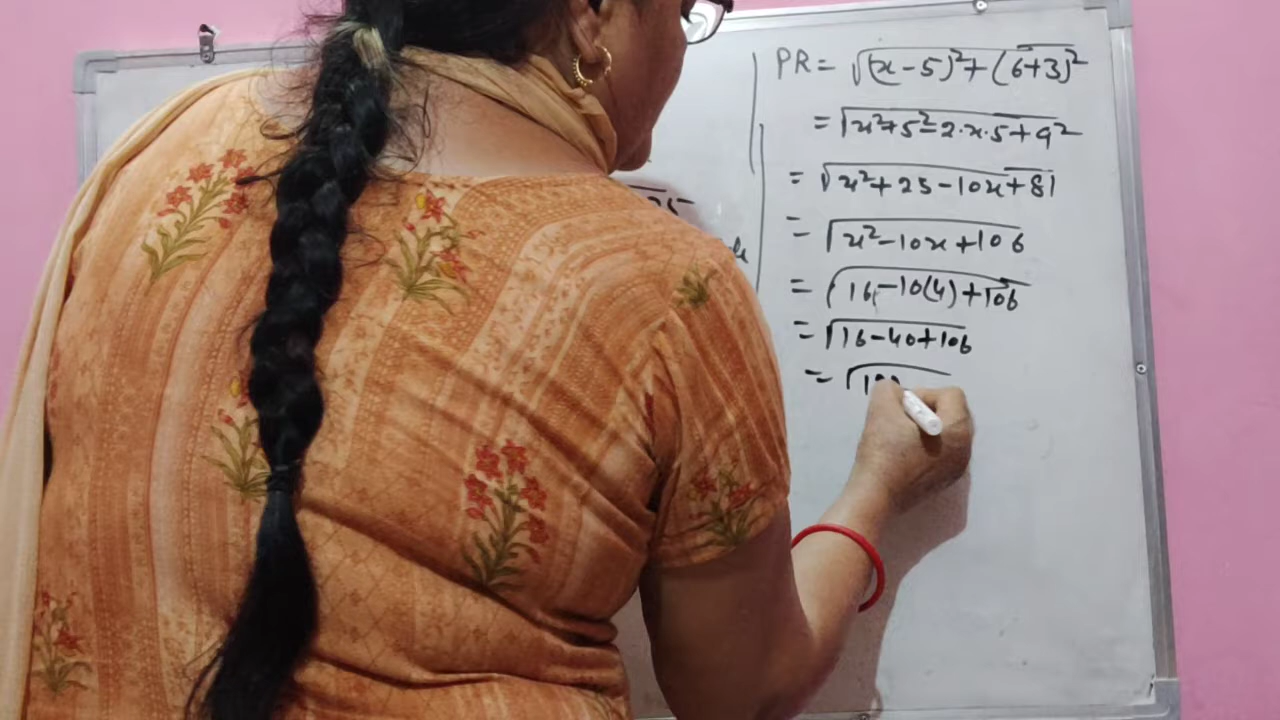 PR = √(x-5)²+(6+3)²
= √x²+5²-2·x·5+9²
= √x²+25-10x+81
= √x²-10x+106
= √16-10(4)+106
= √16-40+106